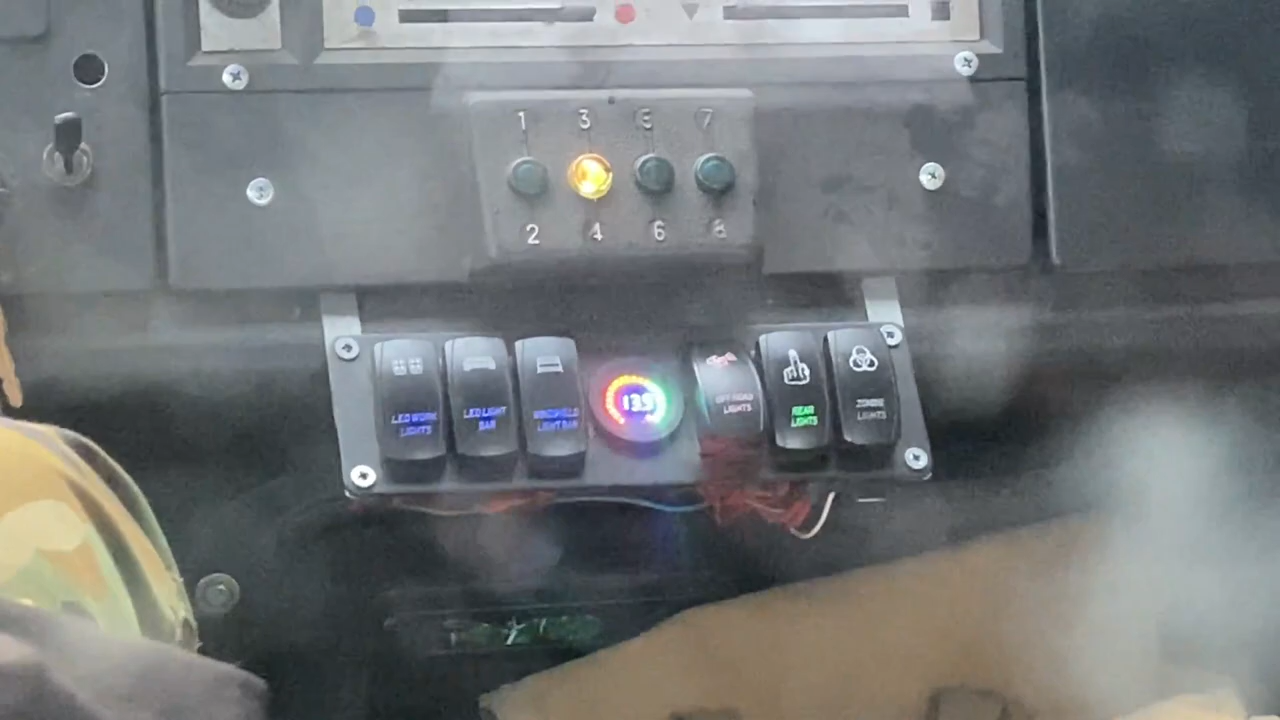 1 3 5 7
2 4 6 8
LED WORK
LIGHTS
LED LIGHT
BAR
WINDSHIELD
LIGHT BAR
13.9
OFF ROAD
LIGHTS
REAR
LIGHTS
ZOMBIE
LIGHTS